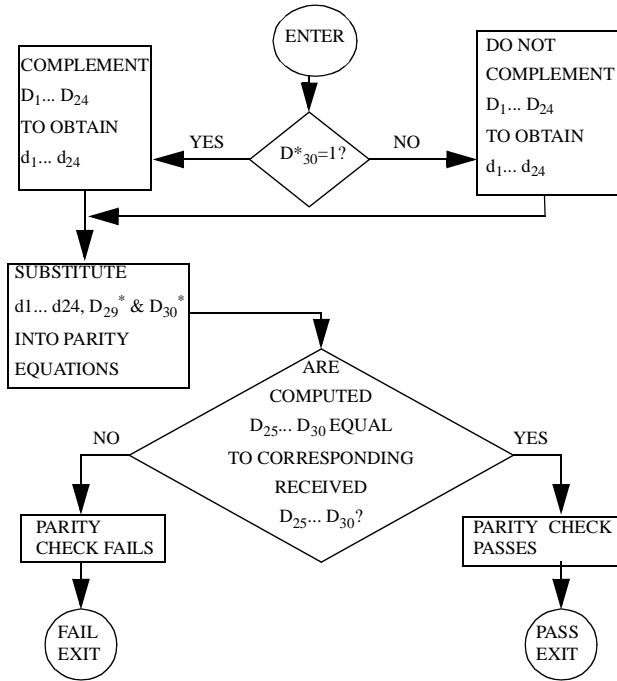 ENTER
COMPLEMENT
D₁... D₂₄
TO OBTAIN
d₁... d₂₄
YES
D*₃₀=1?
NO
DO NOT
COMPLEMENT
D₁... D₂₄
TO OBTAIN
d₁... d₂₄
SUBSTITUTE
d1... d24, D₂₉* & D₃₀*
INTO PARITY
EQUATIONS
ARE
COMPUTED
D₂₅... D₃₀ EQUAL
TO CORRESPONDING
RECEIVED
D₂₅... D₃₀?
NO
YES
PARITY
CHECK FAILS
PARITY CHECK
PASSES
FAIL
EXIT
PASS
EXIT